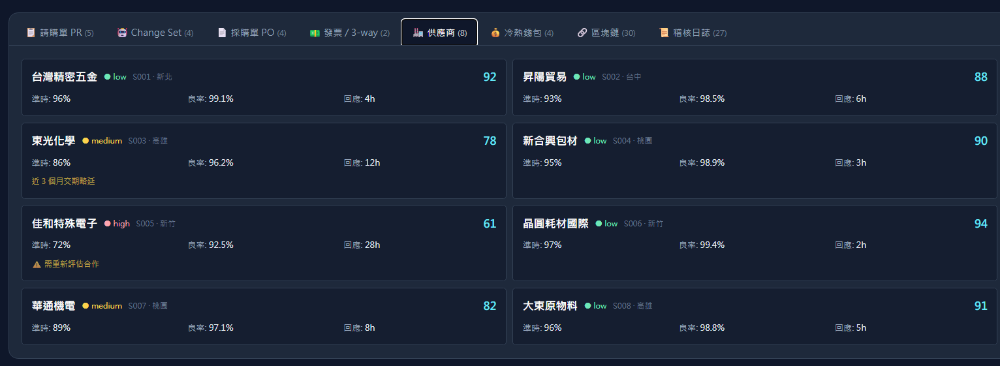 請購單 PR (5) Change Set (4) 採購單 PO (4) 發票 / 3-way (2) 供應商 (8) 冷熱錢包 (4) 區塊鏈 (30) 稽核日誌 (27)
台灣精密五金 low S001 · 新北 92
準時: 96% 良率: 99.1% 回應: 4h
昇陽貿易 low S002 · 台中 88
準時: 93% 良率: 98.5% 回應: 6h
東光化學 medium S003 · 高雄 78
準時: 86% 良率: 96.2% 回應: 12h
近 3 個月交期略延
新合興包材 low S004 · 桃園 90
準時: 95% 良率: 98.9% 回應: 3h
佳和特殊電子 high S005 · 新竹 61
準時: 72% 良率: 92.5% 回應: 28h
⚠ 需重新評估合作
晶圓耗材國際 low S006 · 新竹 94
準時: 97% 良率: 99.4% 回應: 2h
華通機電 medium S007 · 桃園 82
準時: 89% 良率: 97.1% 回應: 8h
大東原物料 low S008 · 高雄 91
準時: 96% 良率: 98.8% 回應: 5h